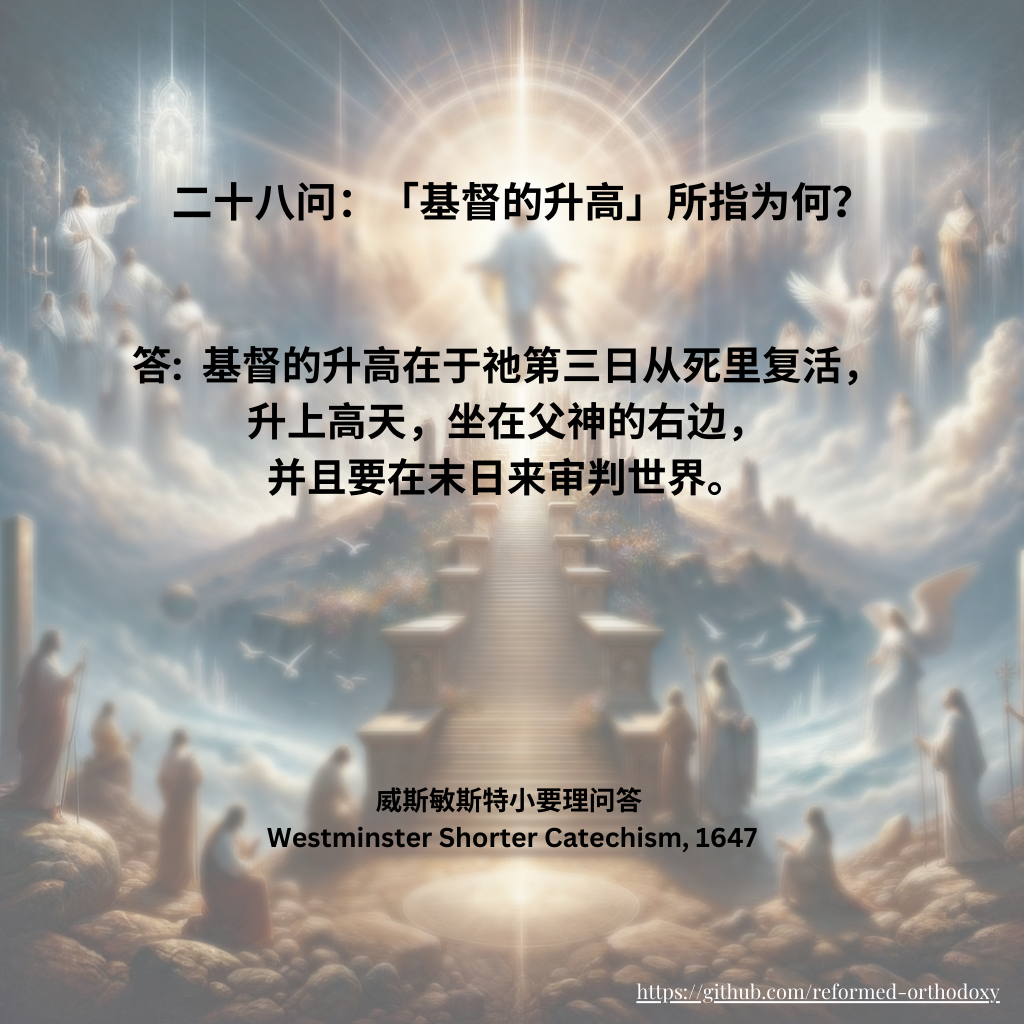 二十八问：「基督的升高」所指为何？
答: 基督的升高在于祂第三日从死里复活，
升上高天，坐在父神的右边，
并且要在末日来审判世界。
威斯敏斯特小要理问答
Westminster Shorter Catechism, 1647
https://github.com/reformed-orthodoxy